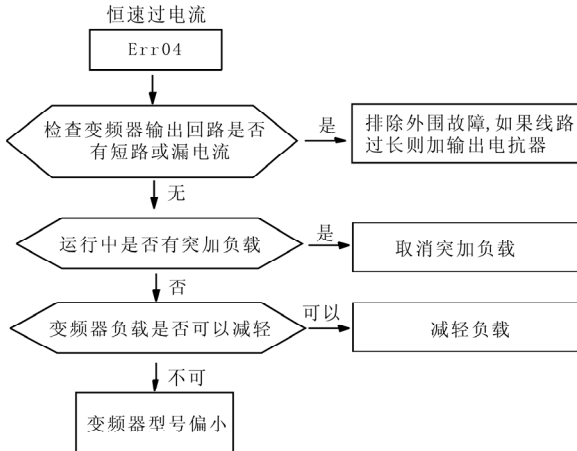 恒速过电流
Err04
检查变频器输出回路是否
有短路或漏电流
是
排除外围故障,如果线路
过长则加输出电抗器
无
运行中是否有突加负载
是
取消突加负载
否
变频器负载是否可以减轻
可以
减轻负载
不可
变频器型号偏小